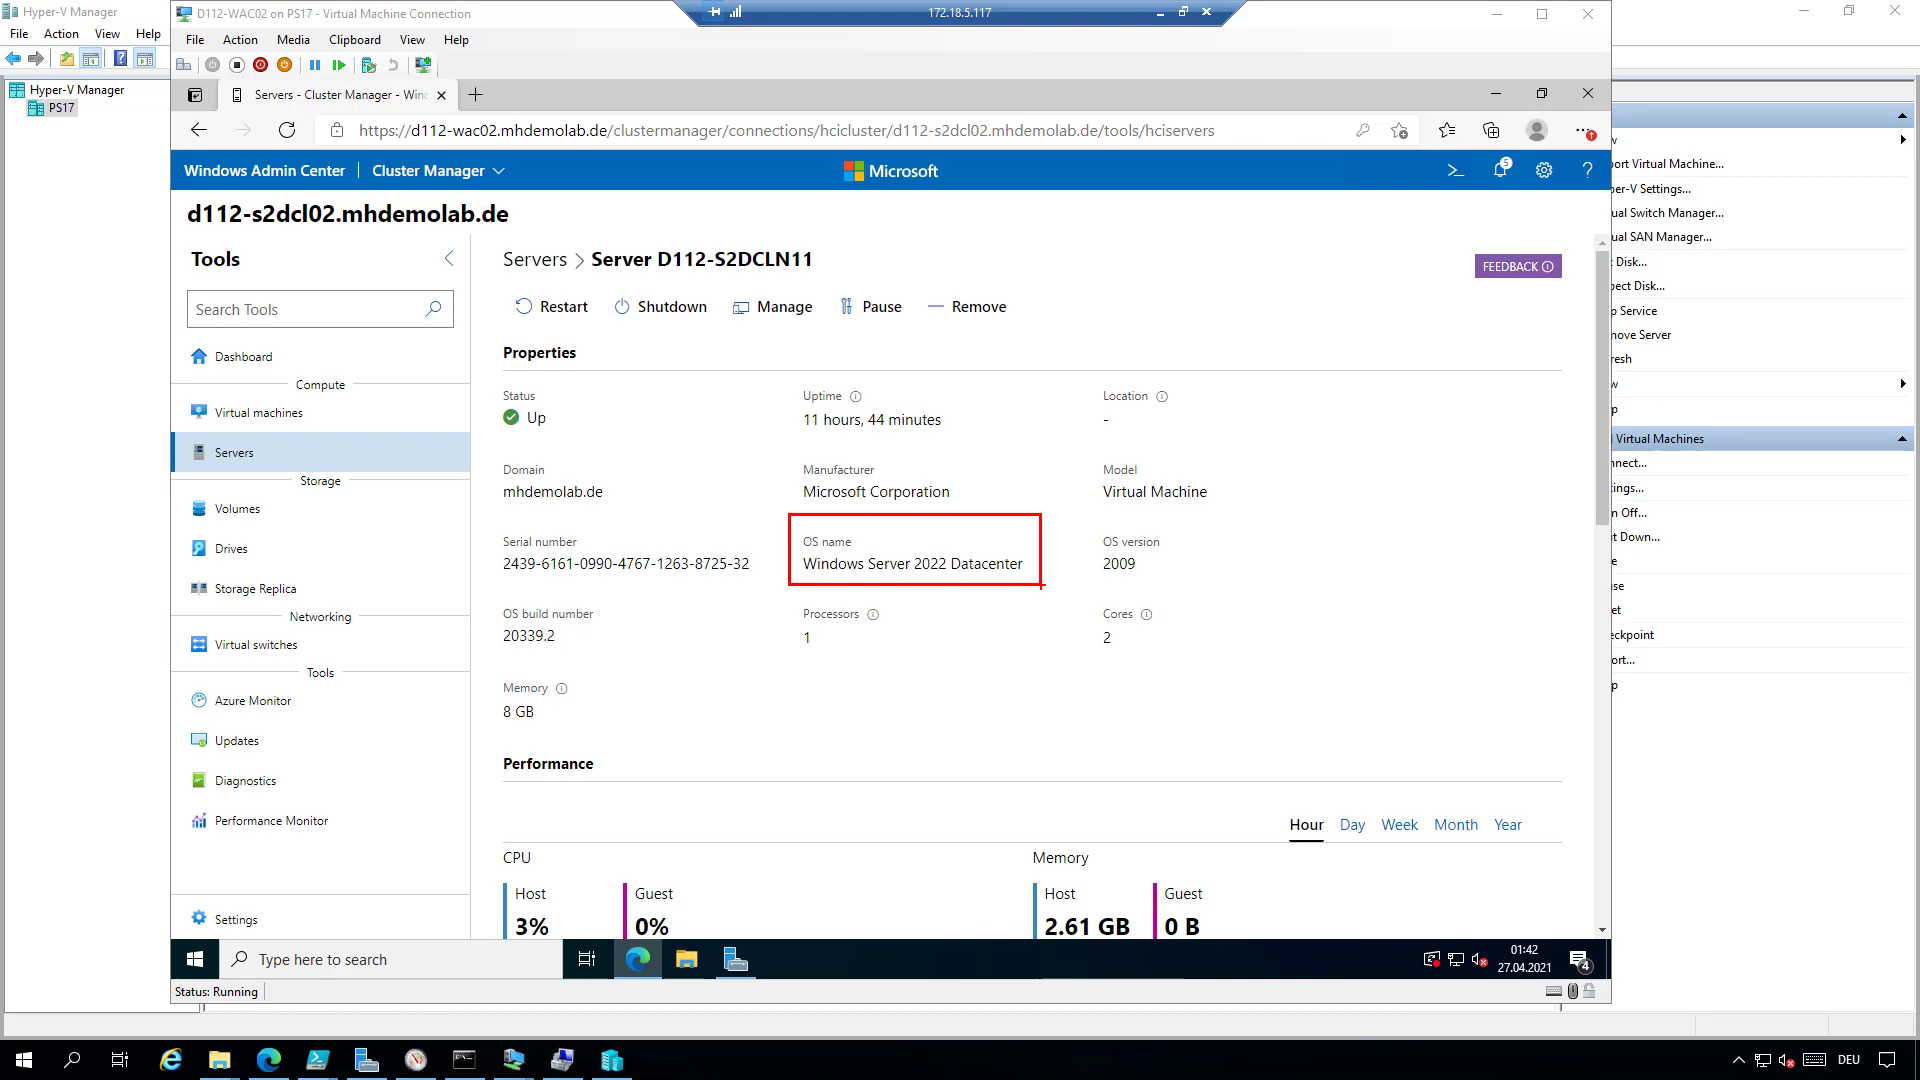 Hyper-V Manager
File Action View Help
Hyper-V Manager
PS17
D112-WAC02 on PS17 - Virtual Machine Connection
172.18.5.117
File Action Media Clipboard View Help
Servers - Cluster Manager - Win
https://d112-wac02.mhdemolab.de/clustermanager/connections/hcicluster/d112-s2dcl02.mhdemolab.de/tools/hciservers
Windows Admin Center Cluster Manager
Microsoft
5
d112-s2dcl02.mhdemolab.de
Tools
Search Tools
Dashboard
Compute
Virtual machines
Servers
Storage
Volumes
Drives
Storage Replica
Networking
Virtual switches
Tools
Azure Monitor
Updates
Diagnostics
Performance Monitor
Settings
Servers > Server D112-S2DCLN11
FEEDBACK
Restart Shutdown Manage Pause Remove
Properties
Status
Up
Uptime
11 hours, 44 minutes
Location
-
Domain
mhdemolab.de
Manufacturer
Microsoft Corporation
Model
Virtual Machine
Serial number
2439-6161-0990-4767-1263-8725-32
OS name
Windows Server 2022 Datacenter
OS version
2009
OS build number
20339.2
Processors
1
Cores
2
Memory
8 GB
Performance
Hour Day Week Month Year
CPU
Host
3%
Guest
0%
Memory
Host
2.61 GB
Guest
0 B
w
ort Virtual Machine...
er-V Settings...
ual Switch Manager...
ual SAN Manager...
t Disk...
pect Disk...
p Service
nove Server
resh
w
p
l Virtual Machines
nnect...
ings...
n Off...
t Down...
e
use
et
eckpoint
ort...
p
Type here to search
01:42
27.04.2021
4
Status: Running
DEU